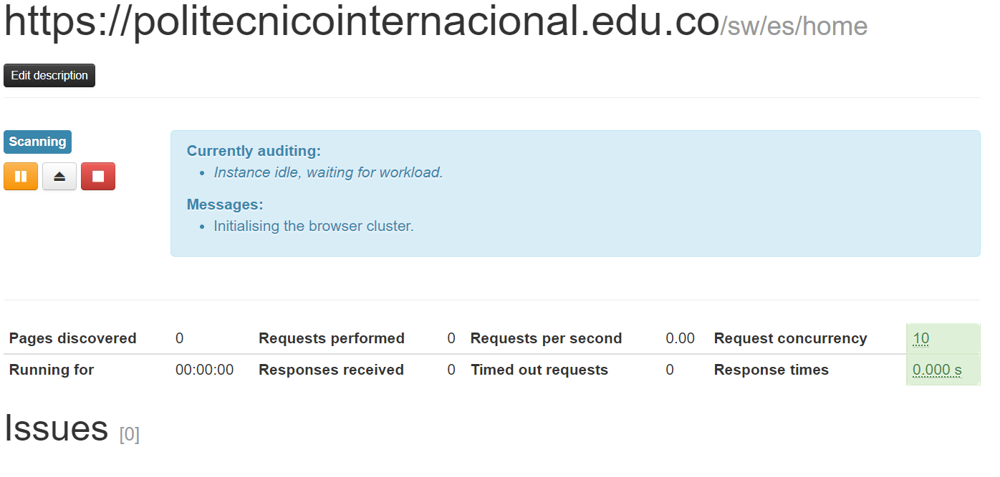 https://politecnicointernacional.edu.co/sw/es/home
Edit description
Scanning
Currently auditing:
Instance idle, waiting for workload.
Messages:
Initialising the browser cluster.
Pages discovered 0 Requests performed 0 Requests per second 0.00 Request concurrency 10
Running for 00:00:00 Responses received 0 Timed out requests 0 Response times 0.000 s
Issues [0]